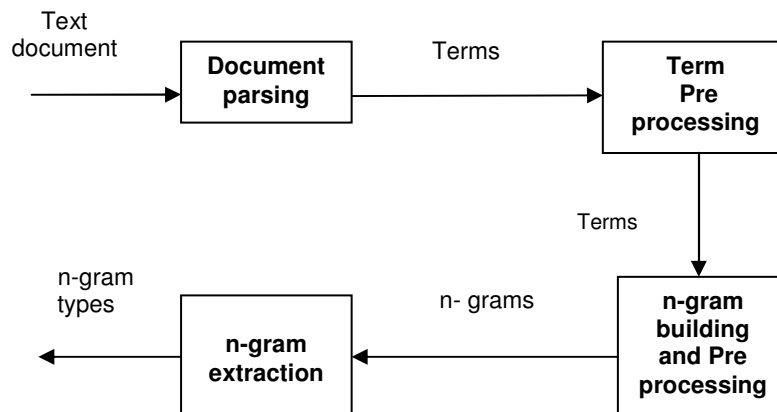 Text
document
Document
parsing
Terms
Term
Pre
processing
Terms
n-gram
building
and Pre
processing
n- grams
n-gram
extraction
n-gram
types